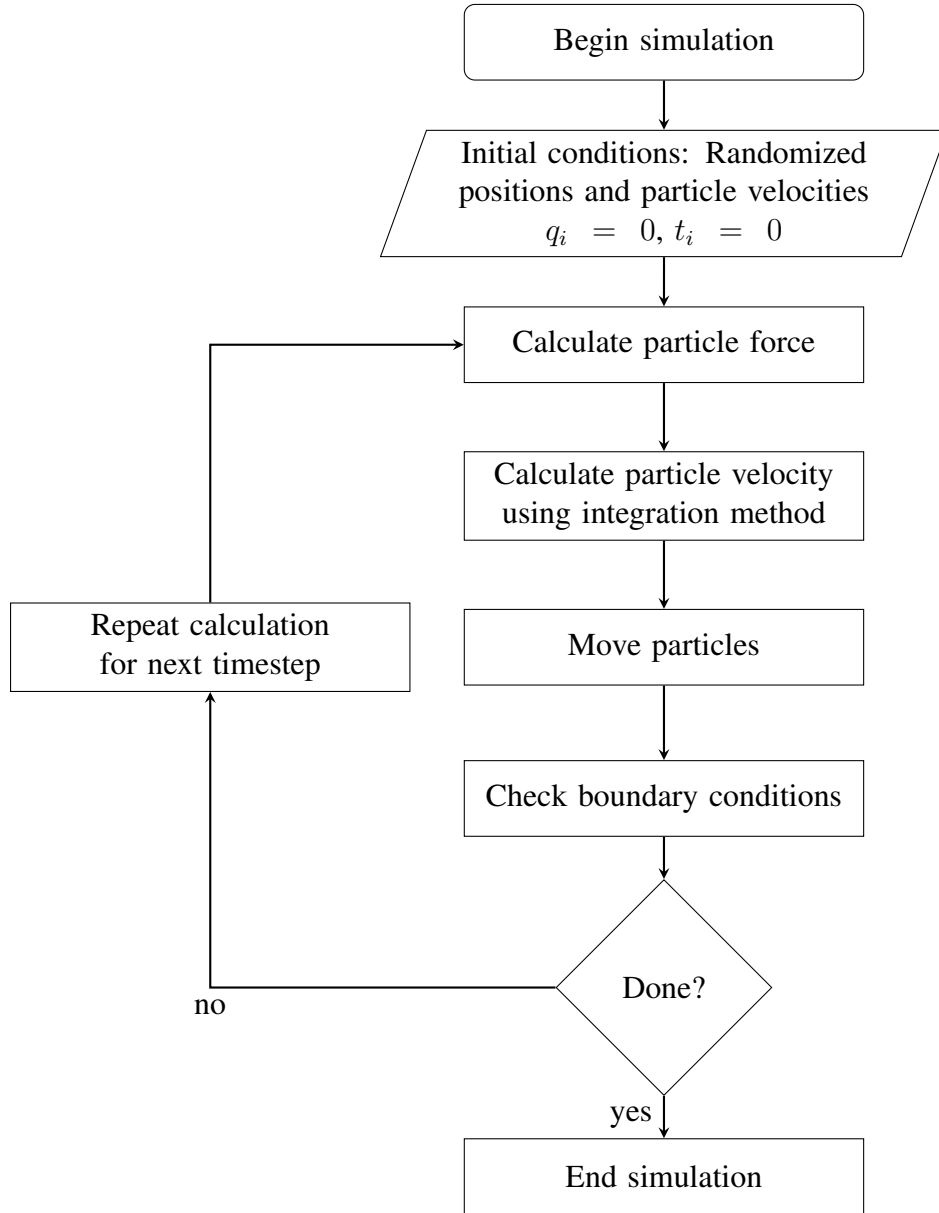 Begin simulation
Initial conditions: Randomized
positions and particle velocities
q_i = 0, t_i = 0
Calculate particle force
Calculate particle velocity
using integration method
Repeat calculation
for next timestep
Move particles
Check boundary conditions
Done?
no
yes
End simulation